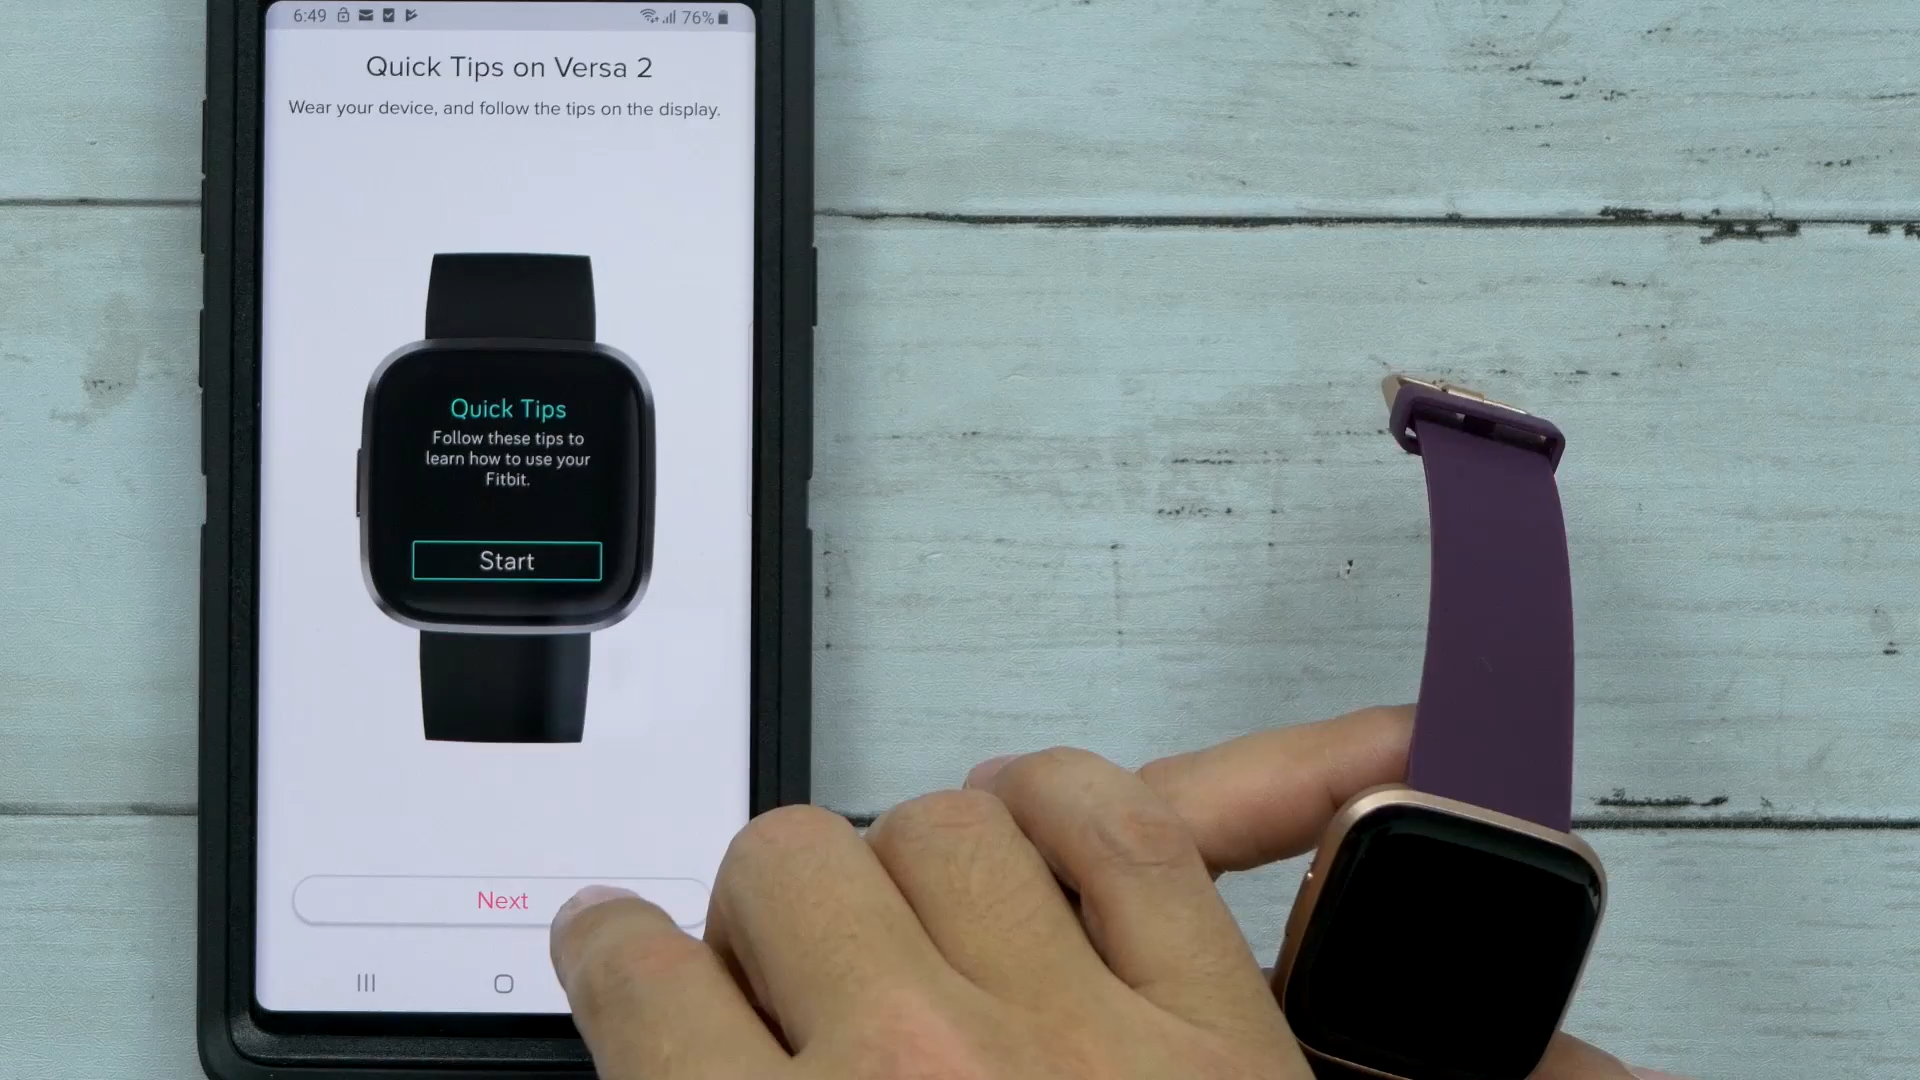 6:49
76%
Quick Tips on Versa 2
Wear your device, and follow the tips on the display.
Quick Tips
Follow these tips to
learn how to use your
Fitbit.
Start
Next